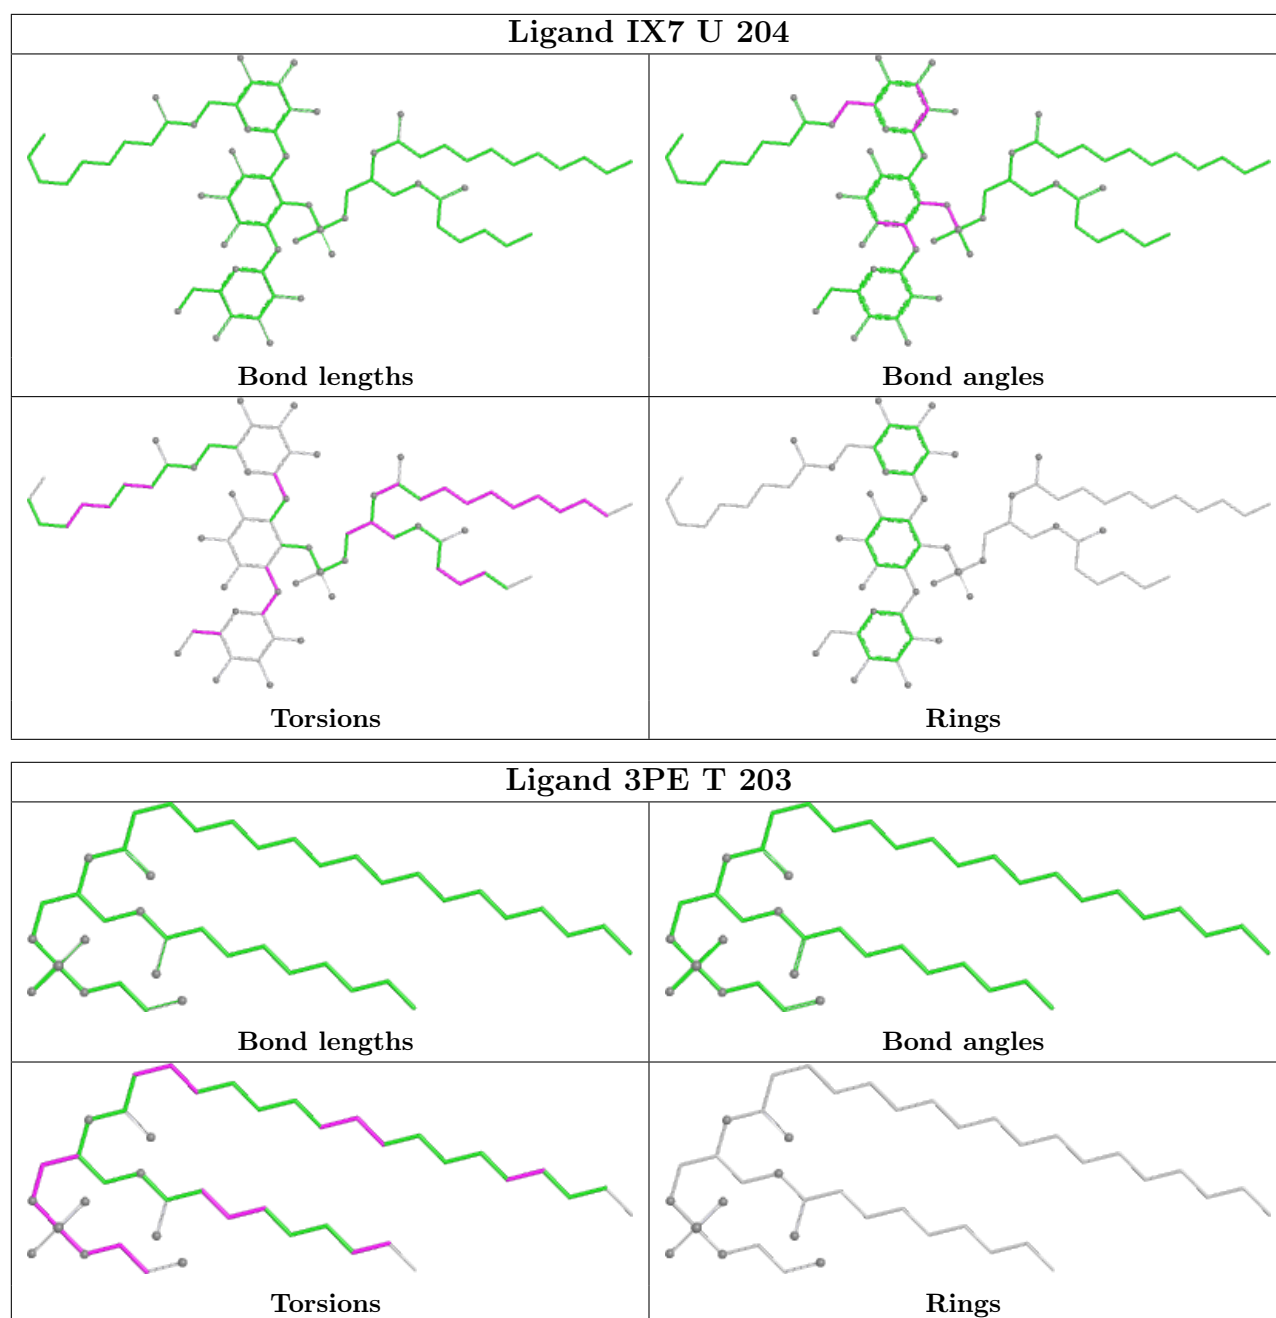 Ligand IX7 U 204
Bond lengths
Bond angles
Torsions
Rings
Ligand 3PE T 203
Bond lengths
Bond angles
Torsions
Rings